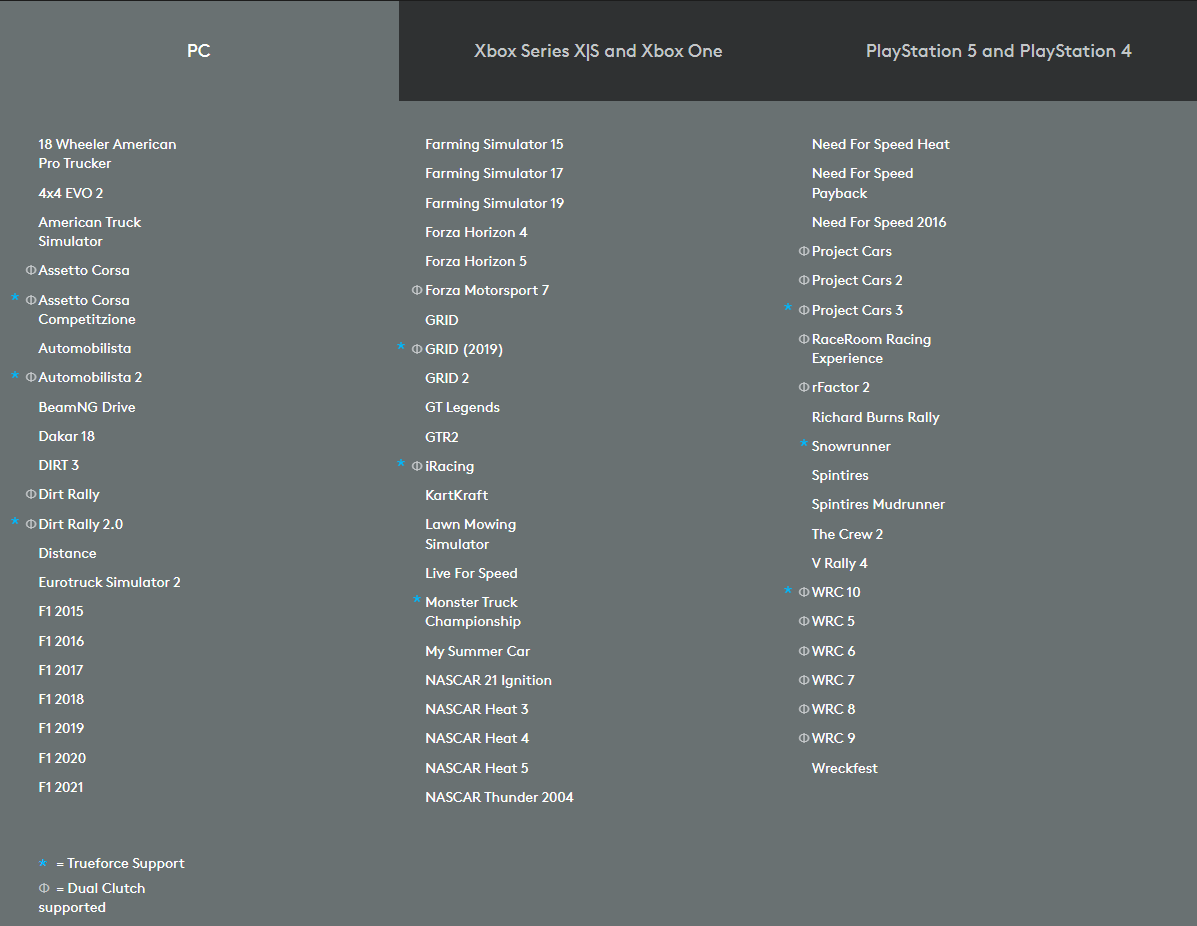 PC
Xbox Series X|S and Xbox One
PlayStation 5 and PlayStation 4
18 Wheeler American
Pro Trucker
4x4 EVO 2
American Truck
Simulator
Φ Assetto Corsa
* Φ Assetto Corsa
Competitzione
Automobilista
* Φ Automobilista 2
BeamNG Drive
Dakar 18
DIRT 3
Φ Dirt Rally
* Φ Dirt Rally 2.0
Distance
Eurotruck Simulator 2
F1 2015
F1 2016
F1 2017
F1 2018
F1 2019
F1 2020
F1 2021
Farming Simulator 15
Farming Simulator 17
Farming Simulator 19
Forza Horizon 4
Forza Horizon 5
Φ Forza Motorsport 7
GRID
* Φ GRID (2019)
GRID 2
GT Legends
GTR2
* Φ iRacing
KartKraft
Lawn Mowing
Simulator
Live For Speed
* Monster Truck
Championship
My Summer Car
NASCAR 21 Ignition
NASCAR Heat 3
NASCAR Heat 4
NASCAR Heat 5
NASCAR Thunder 2004
Need For Speed Heat
Need For Speed
Payback
Need For Speed 2016
Φ Project Cars
Φ Project Cars 2
* Φ Project Cars 3
Φ RaceRoom Racing
Experience
Φ rFactor 2
Richard Burns Rally
* Snowrunner
Spintires
Spintires Mudrunner
The Crew 2
V Rally 4
* Φ WRC 10
Φ WRC 5
Φ WRC 6
Φ WRC 7
Φ WRC 8
Φ WRC 9
Wreckfest
* = Trueforce Support
Φ = Dual Clutch
supported